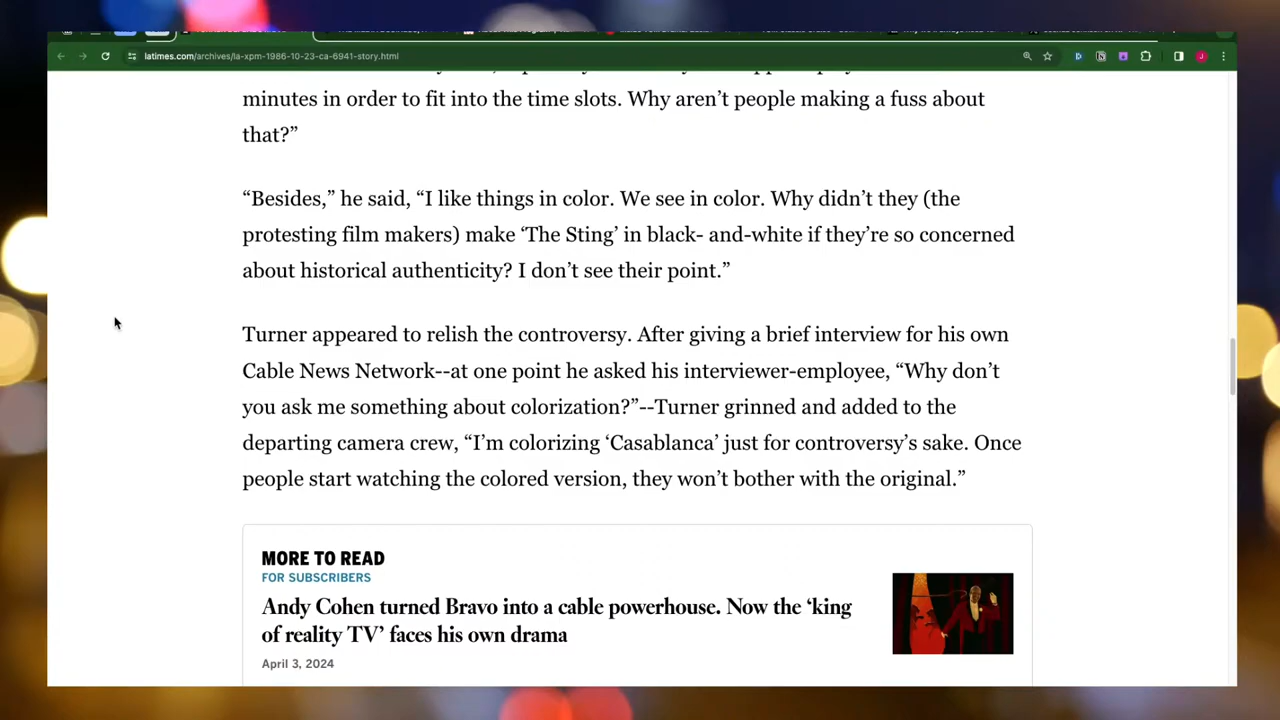 latimes.com/archives/la-xpm-1986-10-23-ca-6941-story.html
minutes in order to fit into the time slots. Why aren’t people making a fuss about
that?”
“Besides,” he said, “I like things in color. We see in color. Why didn’t they (the
protesting film makers) make ‘The Sting’ in black- and-white if they’re so concerned
about historical authenticity? I don’t see their point.”
Turner appeared to relish the controversy. After giving a brief interview for his own
Cable News Network--at one point he asked his interviewer-employee, “Why don’t
you ask me something about colorization?”--Turner grinned and added to the
departing camera crew, “I’m colorizing ‘Casablanca’ just for controversy’s sake. Once
people start watching the colored version, they won’t bother with the original.”
MORE TO READ
FOR SUBSCRIBERS
Andy Cohen turned Bravo into a cable powerhouse. Now the ‘king
of reality TV’ faces his own drama
April 3, 2024